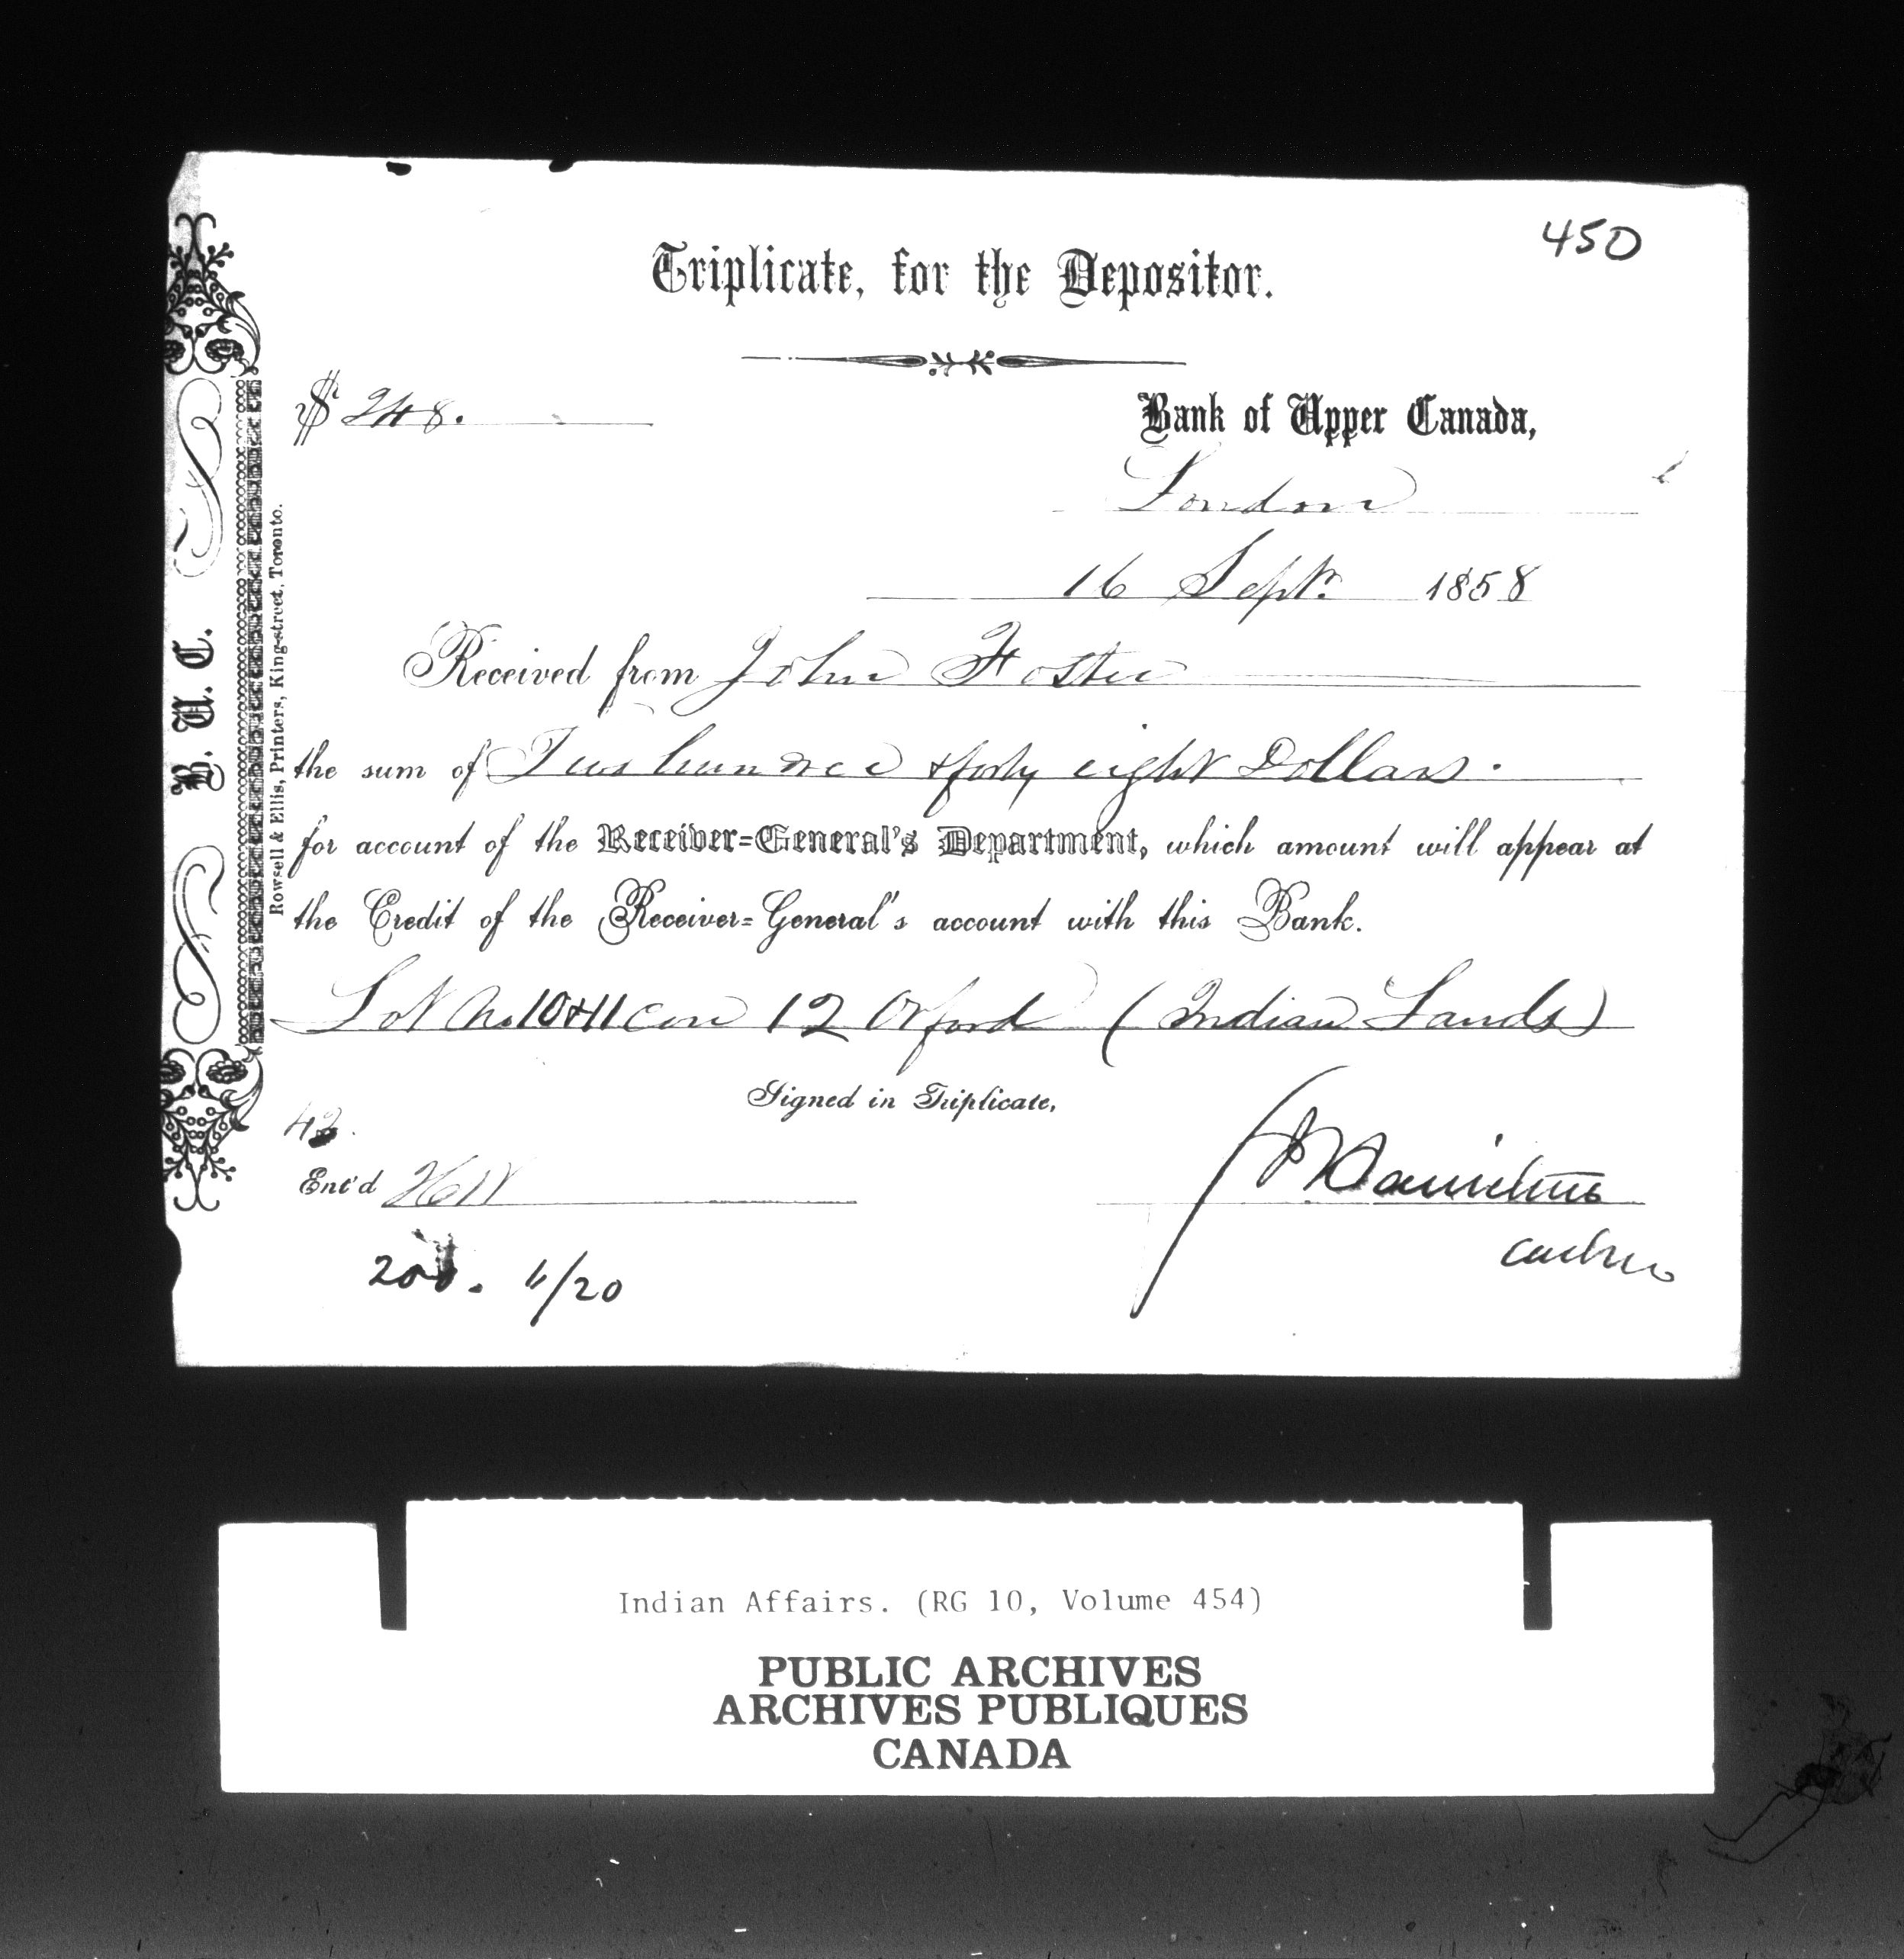 450
Triplicate, for the Depositor.
$ 248.
Bank of Upper Canada,
London
16 Sept. 1858
Received from John Foster
the sum of Two hundred & forty eight Dollars.
for account of the Receiver=General's Department, which amount will appear at
the Credit of the Receiver=General's account with this Bank.
Lot No. 10 & 11 con 12 Orford (Indian Lands)
Signed in Triplicate,
Ent'd
Cashier
B. U. C.
Rowsell & Ellis, Printers, King-street, Toronto.
Indian Affairs. (RG 10, Volume 454)
PUBLIC ARCHIVES
ARCHIVES PUBLIQUES
CANADA